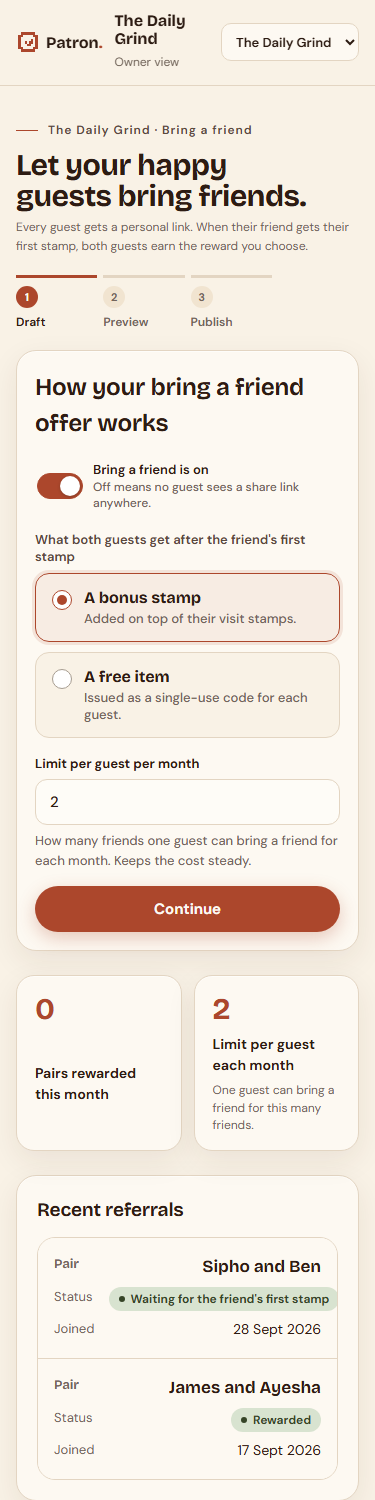 Patron.
The Daily
Grind
Owner view
The Daily Grind
The Daily Grind · Bring a friend
Let your happy
guests bring friends.
Every guest gets a personal link. When their friend gets their
first stamp, both guests earn the reward you choose.
1
2
3
Draft
Preview
Publish
How your bring a friend
offer works
Bring a friend is on
Off means no guest sees a share link
anywhere.
What both guests get after the friend's first
stamp
A bonus stamp
Added on top of their visit stamps.
A free item
Issued as a single-use code for each
guest.
Limit per guest per month
2
How many friends one guest can bring a friend for
each month. Keeps the cost steady.
Continue
0
Pairs rewarded
this month
2
Limit per guest
each month
One guest can bring a
friend for this many
friends.
Recent referrals
Pair
Sipho and Ben
Status
Waiting for the friend's first stamp
Joined
28 Sept 2026
Pair
James and Ayesha
Status
Rewarded
Joined
17 Sept 2026